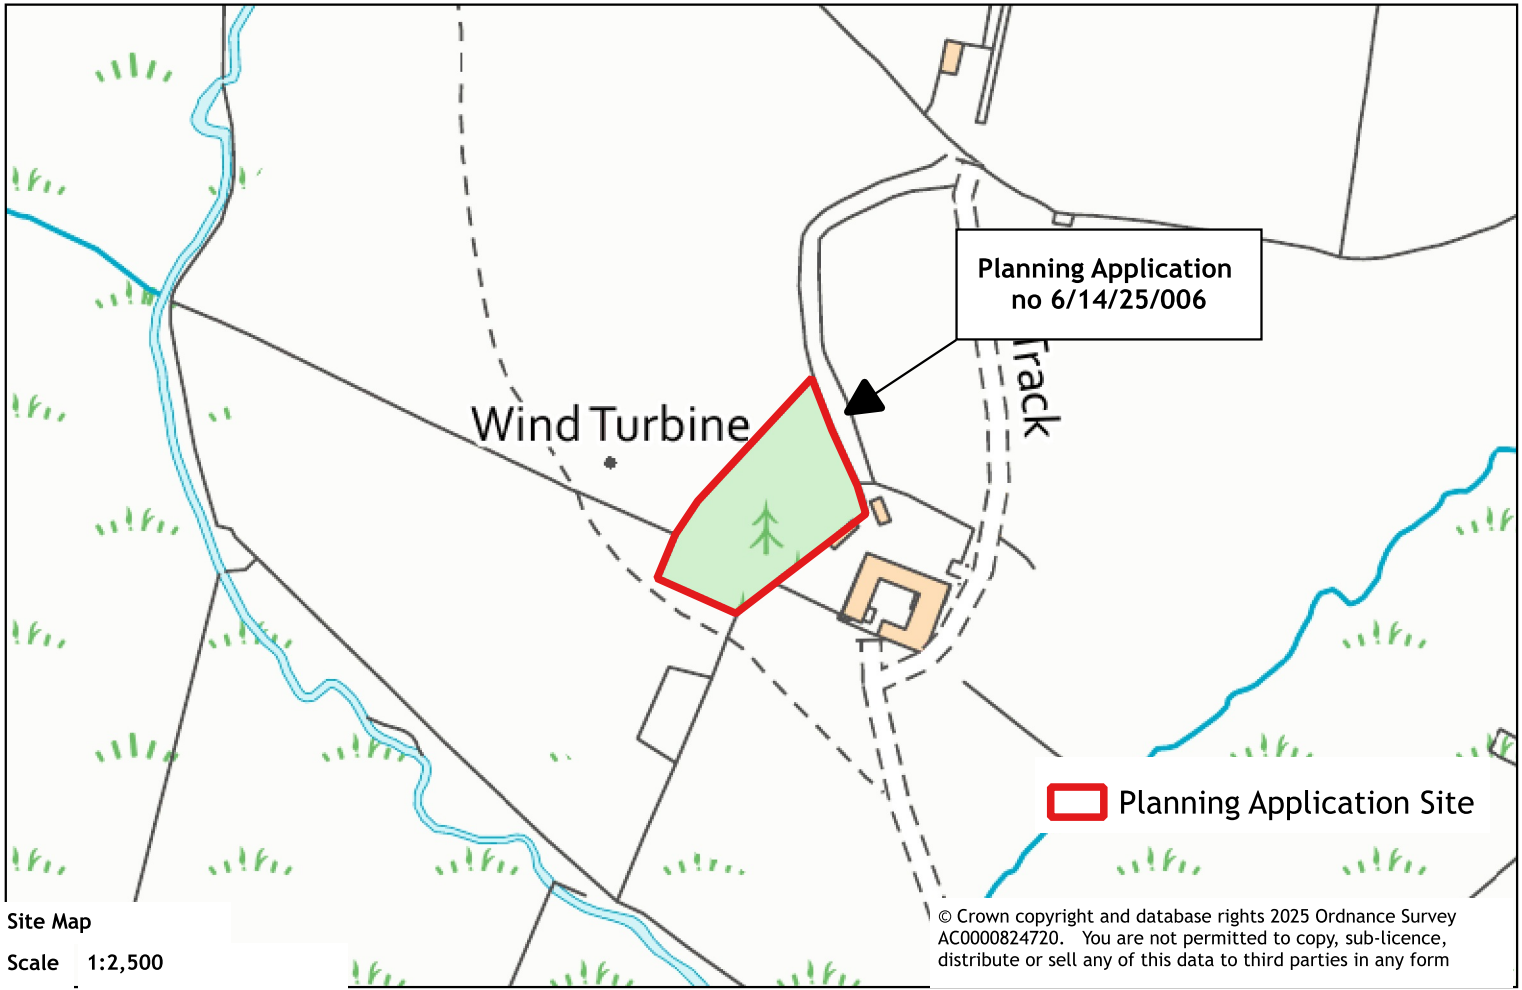 Planning Application
no 6/14/25/006
Track
Wind Turbine
Planning Application Site
Site Map
Scale 1:2,500
© Crown copyright and database rights 2025 Ordnance Survey
AC0000824720. You are not permitted to copy, sub-licence,
distribute or sell any of this data to third parties in any form